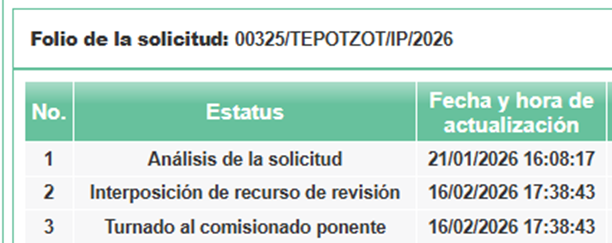 Folio de la solicitud: 00325/TEPOTZOT/IP/2026
No. Estatus Fecha y hora de actualización
1 Análisis de la solicitud 21/01/2026 16:08:17
2 Interposición de recurso de revisión 16/02/2026 17:38:43
3 Turnado al comisionado ponente 16/02/2026 17:38:43